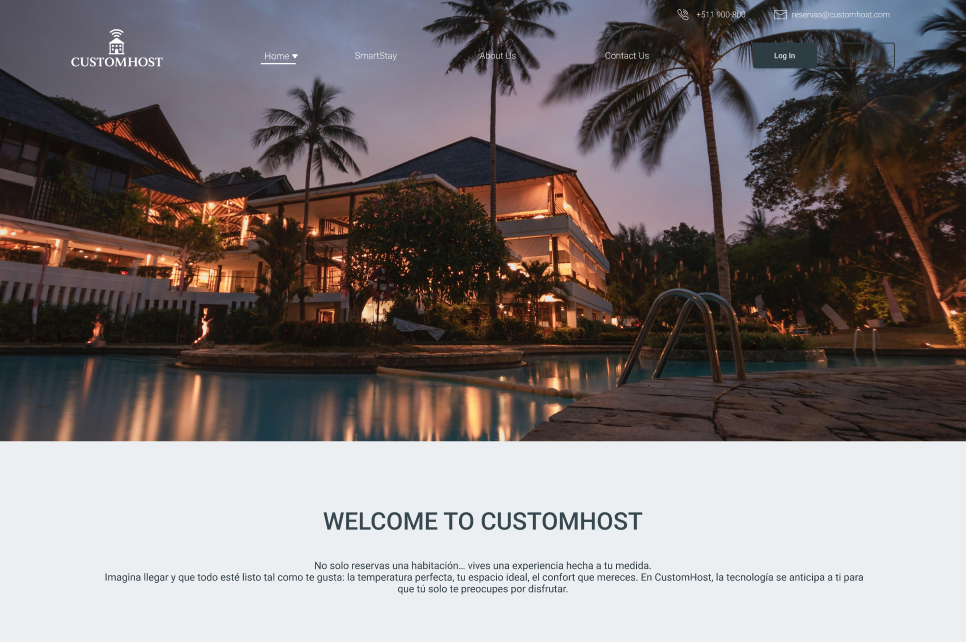 +511 900-800
reservas@customhost.com
CUSTOMHOST
Home
SmartStay
About Us
Contact Us
Log In
WELCOME TO CUSTOMHOST
No solo reservas una habitación... vives una experiencia hecha a tu medida.
Imagina llegar y que todo esté listo tal como te gusta: la temperatura perfecta, tu espacio ideal, el confort que mereces. En CustomHost, la tecnología se anticipa a ti para
que tú solo te preocupes por disfrutar.